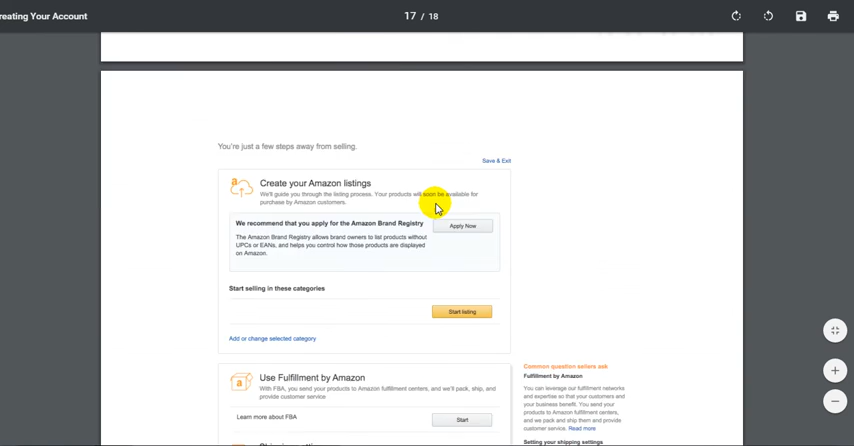 reating Your Account
17 / 18
You're just a few steps away from selling.
Save & Exit
Create your Amazon listings
We'll guide you through the listing process. Your products will soon be available for
purchase by Amazon customers.
We recommend that you apply for the Amazon Brand Registry
Apply Now
The Amazon Brand Registry allows brand owners to list products without
UPCs or EANs, and helps you control how those products are displayed
on Amazon.
Start selling in these categories
Start listing
Add or change selected category
Use Fulfillment by Amazon
With FBA, you send your products to Amazon fulfillment centers, and we'll pack, ship, and
provide customer service
Learn more about FBA
Start
Common question sellers ask
Fulfillment by Amazon
You can leverage our fulfillment networks
and expertise so that your customers and
your business benefit. You send your
products to Amazon fulfillment centers,
and we pack and ship them and provide
customer service. Read more
Setting your shipping settings